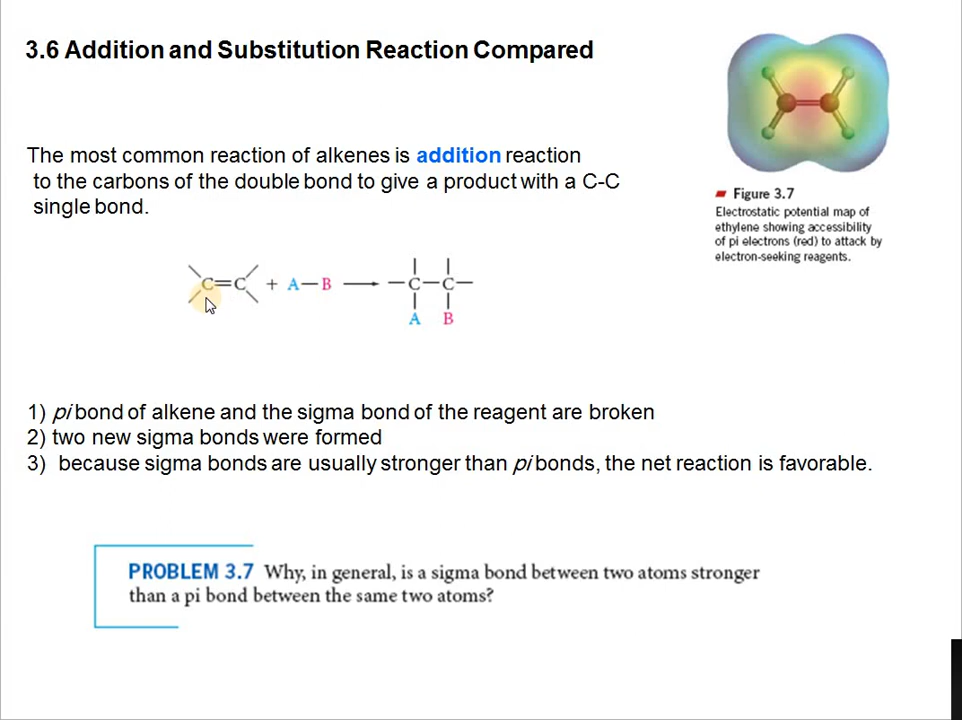 3.6 Addition and Substitution Reaction Compared
The most common reaction of alkenes is addition reaction
to the carbons of the double bond to give a product with a C-C
single bond.
Figure 3.7
Electrostatic potential map of
ethylene showing accessibility
of pi electrons (red) to attack by
electron-seeking reagents.
C=C + A—B —C—C—
A B
1) pi bond of alkene and the sigma bond of the reagent are broken
2) two new sigma bonds were formed
3) because sigma bonds are usually stronger than pi bonds, the net reaction is favorable.
PROBLEM 3.7 Why, in general, is a sigma bond between two atoms stronger
than a pi bond between the same two atoms?